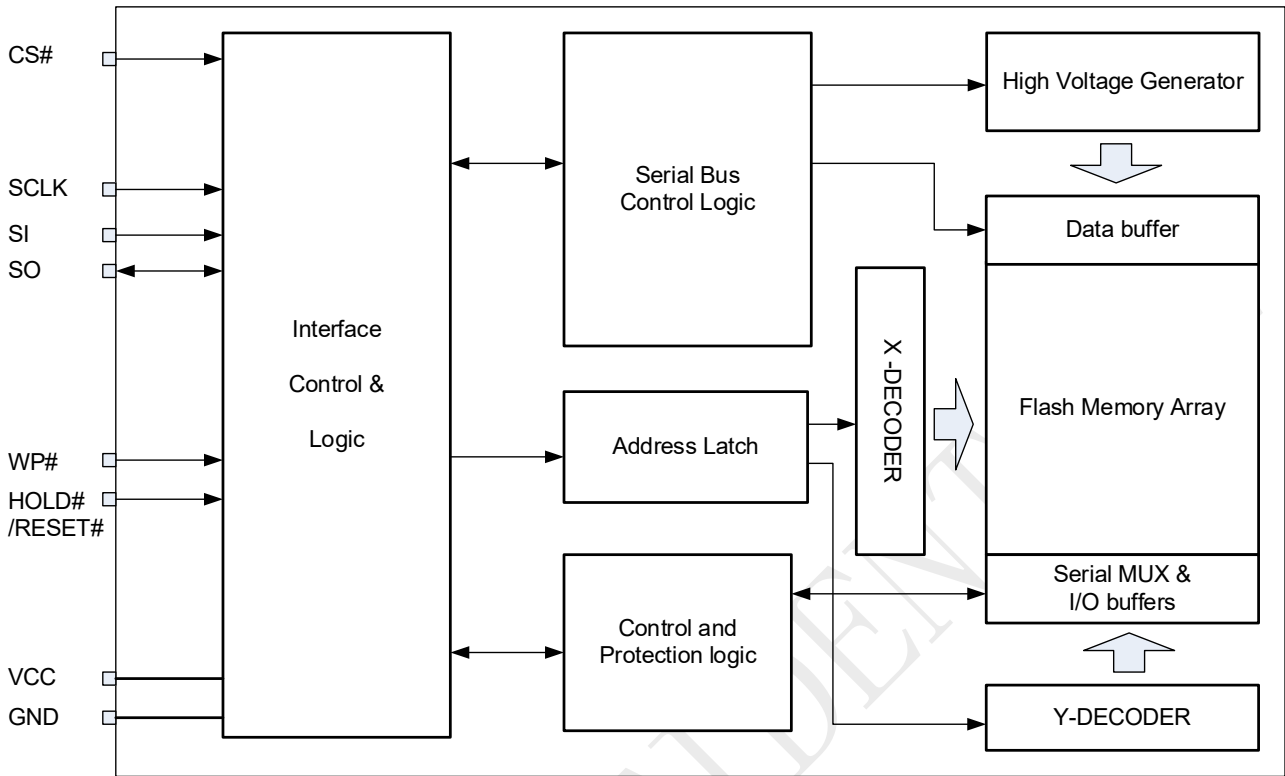 CS#
SCLK
SI
SO
WP#
HOLD#
/RESET#
VCC
GND
Interface
Control &
Logic
Serial Bus
Control Logic
Address Latch
Control and
Protection logic
X -DECODER
High Voltage Generator
Data buffer
Flash Memory Array
Serial MUX &
I/O buffers
Y-DECODER